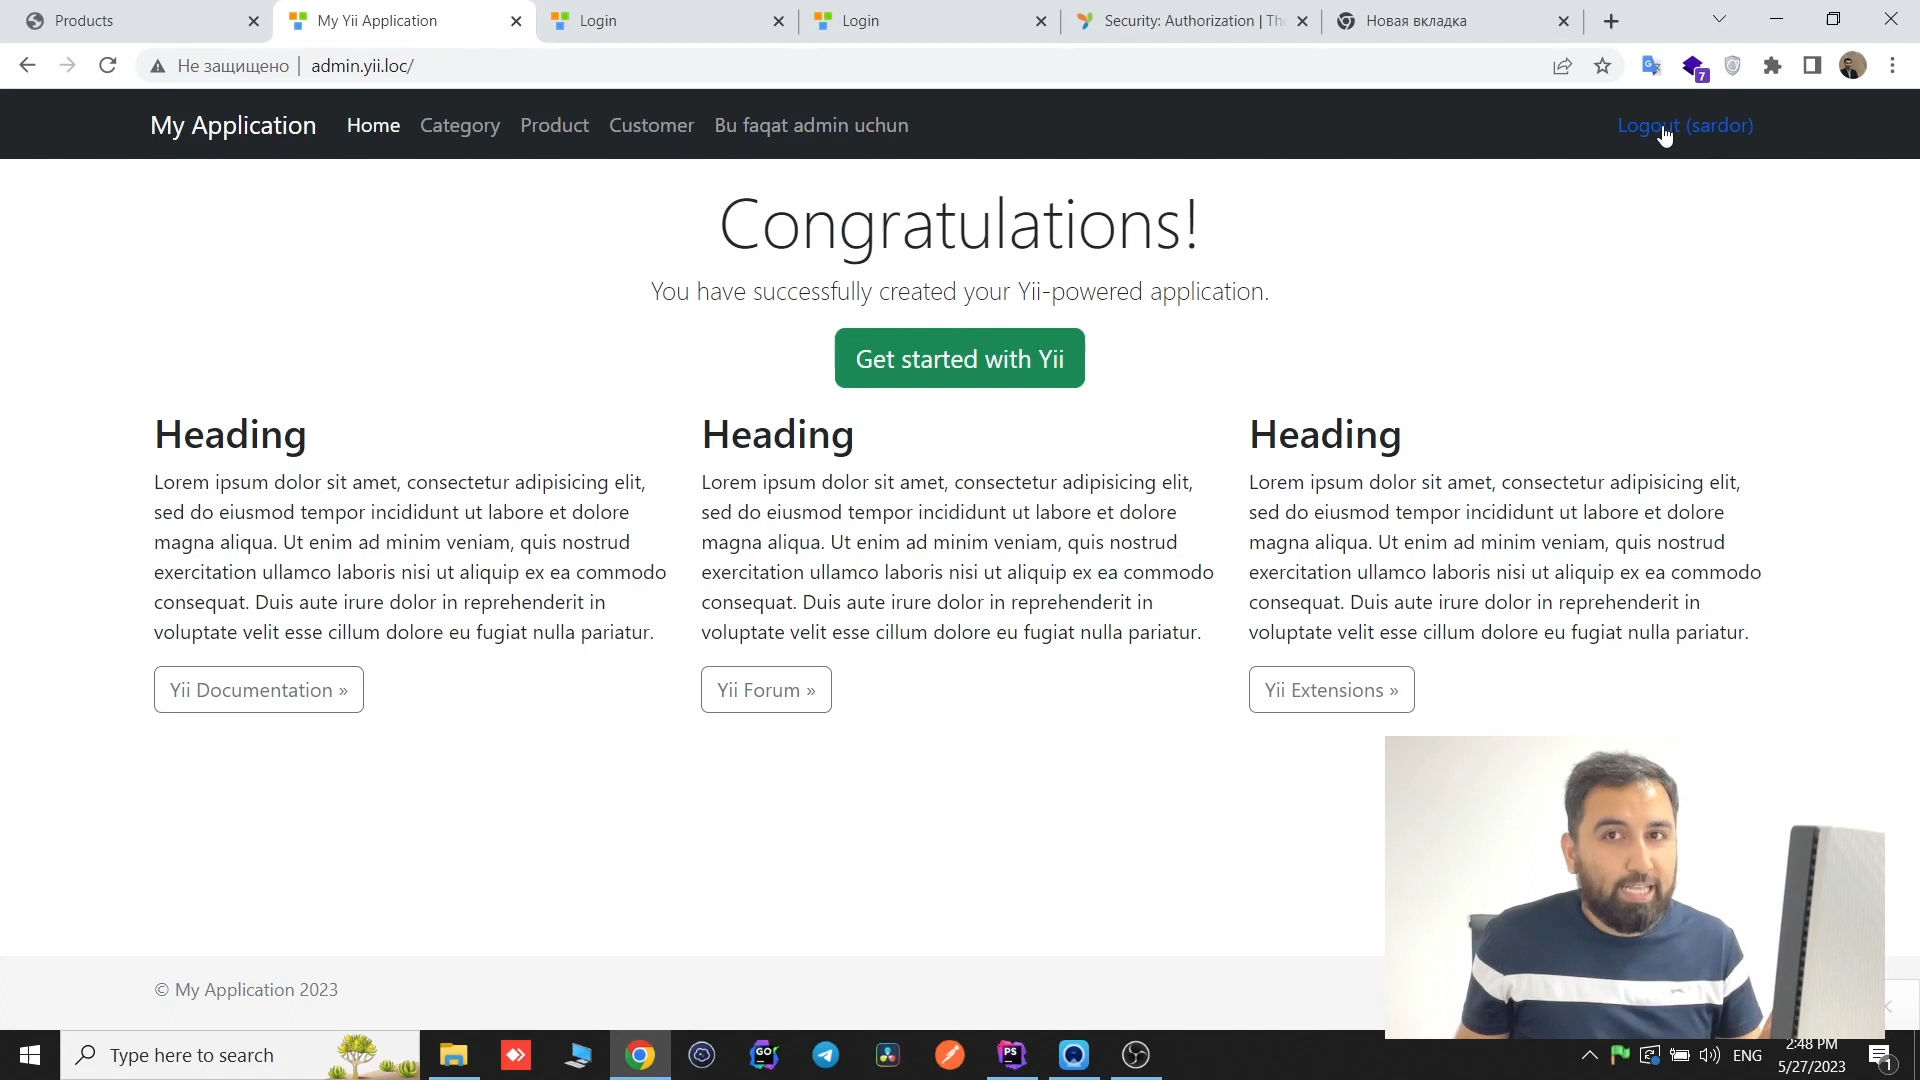 Products
My Yii Application
Login
Login
Security: Authorization | Th
Новая вкладка
Не защищено | admin.yii.loc/
7
My Application Home Category Product Customer Bu faqat admin uchun Logout (sardor)
Congratulations!
You have successfully created your Yii-powered application.
Get started with Yii
Heading
Lorem ipsum dolor sit amet, consectetur adipisicing elit,
sed do eiusmod tempor incididunt ut labore et dolore
magna aliqua. Ut enim ad minim veniam, quis nostrud
exercitation ullamco laboris nisi ut aliquip ex ea commodo
consequat. Duis aute irure dolor in reprehenderit in
voluptate velit esse cillum dolore eu fugiat nulla pariatur.
Yii Documentation »
Heading
Lorem ipsum dolor sit amet, consectetur adipisicing elit,
sed do eiusmod tempor incididunt ut labore et dolore
magna aliqua. Ut enim ad minim veniam, quis nostrud
exercitation ullamco laboris nisi ut aliquip ex ea commodo
consequat. Duis aute irure dolor in reprehenderit in
voluptate velit esse cillum dolore eu fugiat nulla pariatur.
Yii Forum »
Heading
Lorem ipsum dolor sit amet, consectetur adipisicing elit,
sed do eiusmod tempor incididunt ut labore et dolore
magna aliqua. Ut enim ad minim veniam, quis nostrud
exercitation ullamco laboris nisi ut aliquip ex ea commodo
consequat. Duis aute irure dolor in reprehenderit in
voluptate velit esse cillum dolore eu fugiat nulla pariatur.
Yii Extensions »
© My Application 2023
Type here to search
GO
PS
ENG
2:48 PM
5/27/2023
1